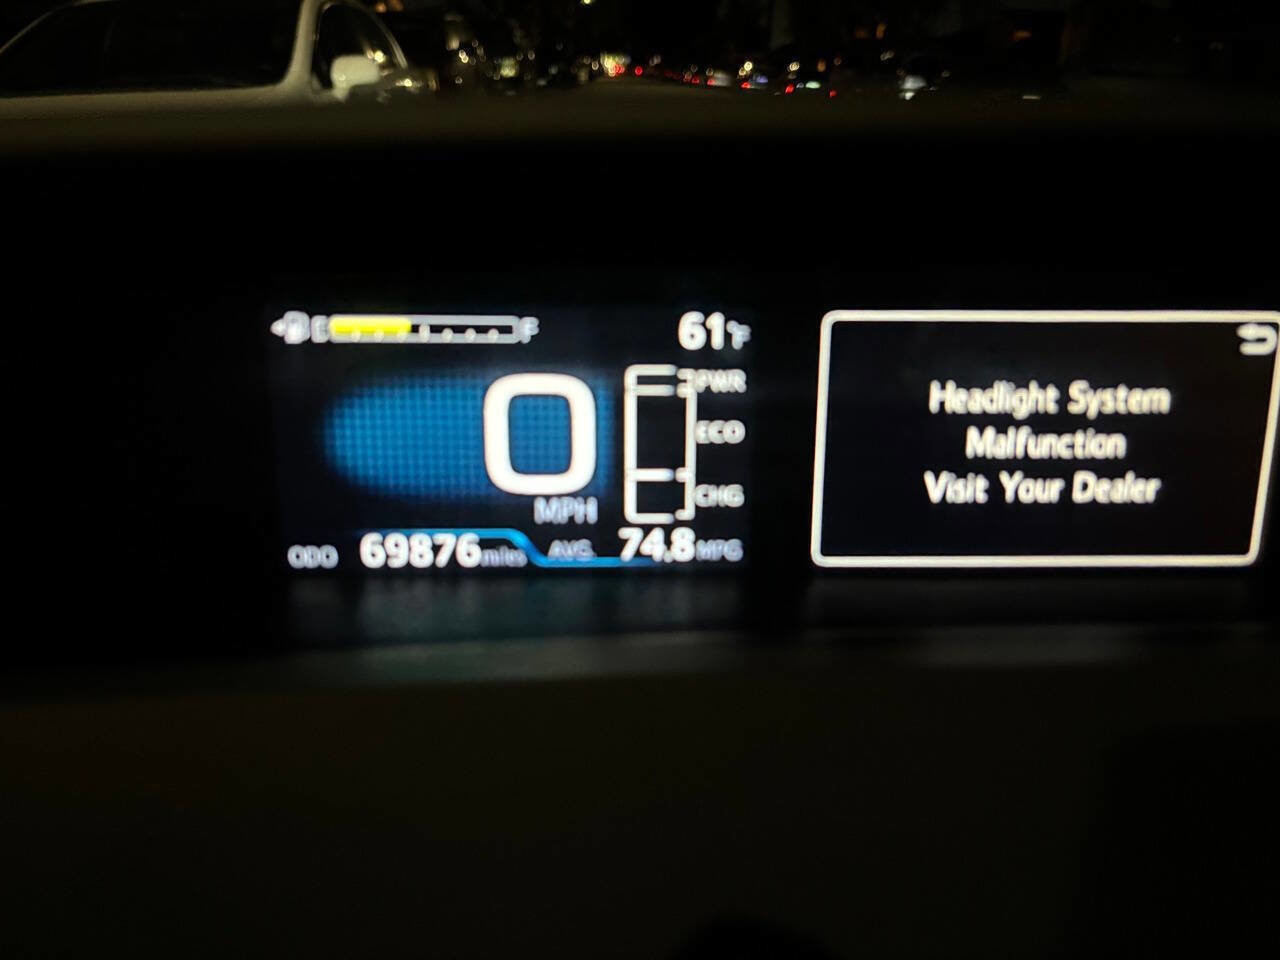 E F
61°F
0
MPH
PWR
ECO
CHG
ODO 69876 miles AVG. 74.8 MPG
Headlight System
Malfunction
Visit Your Dealer